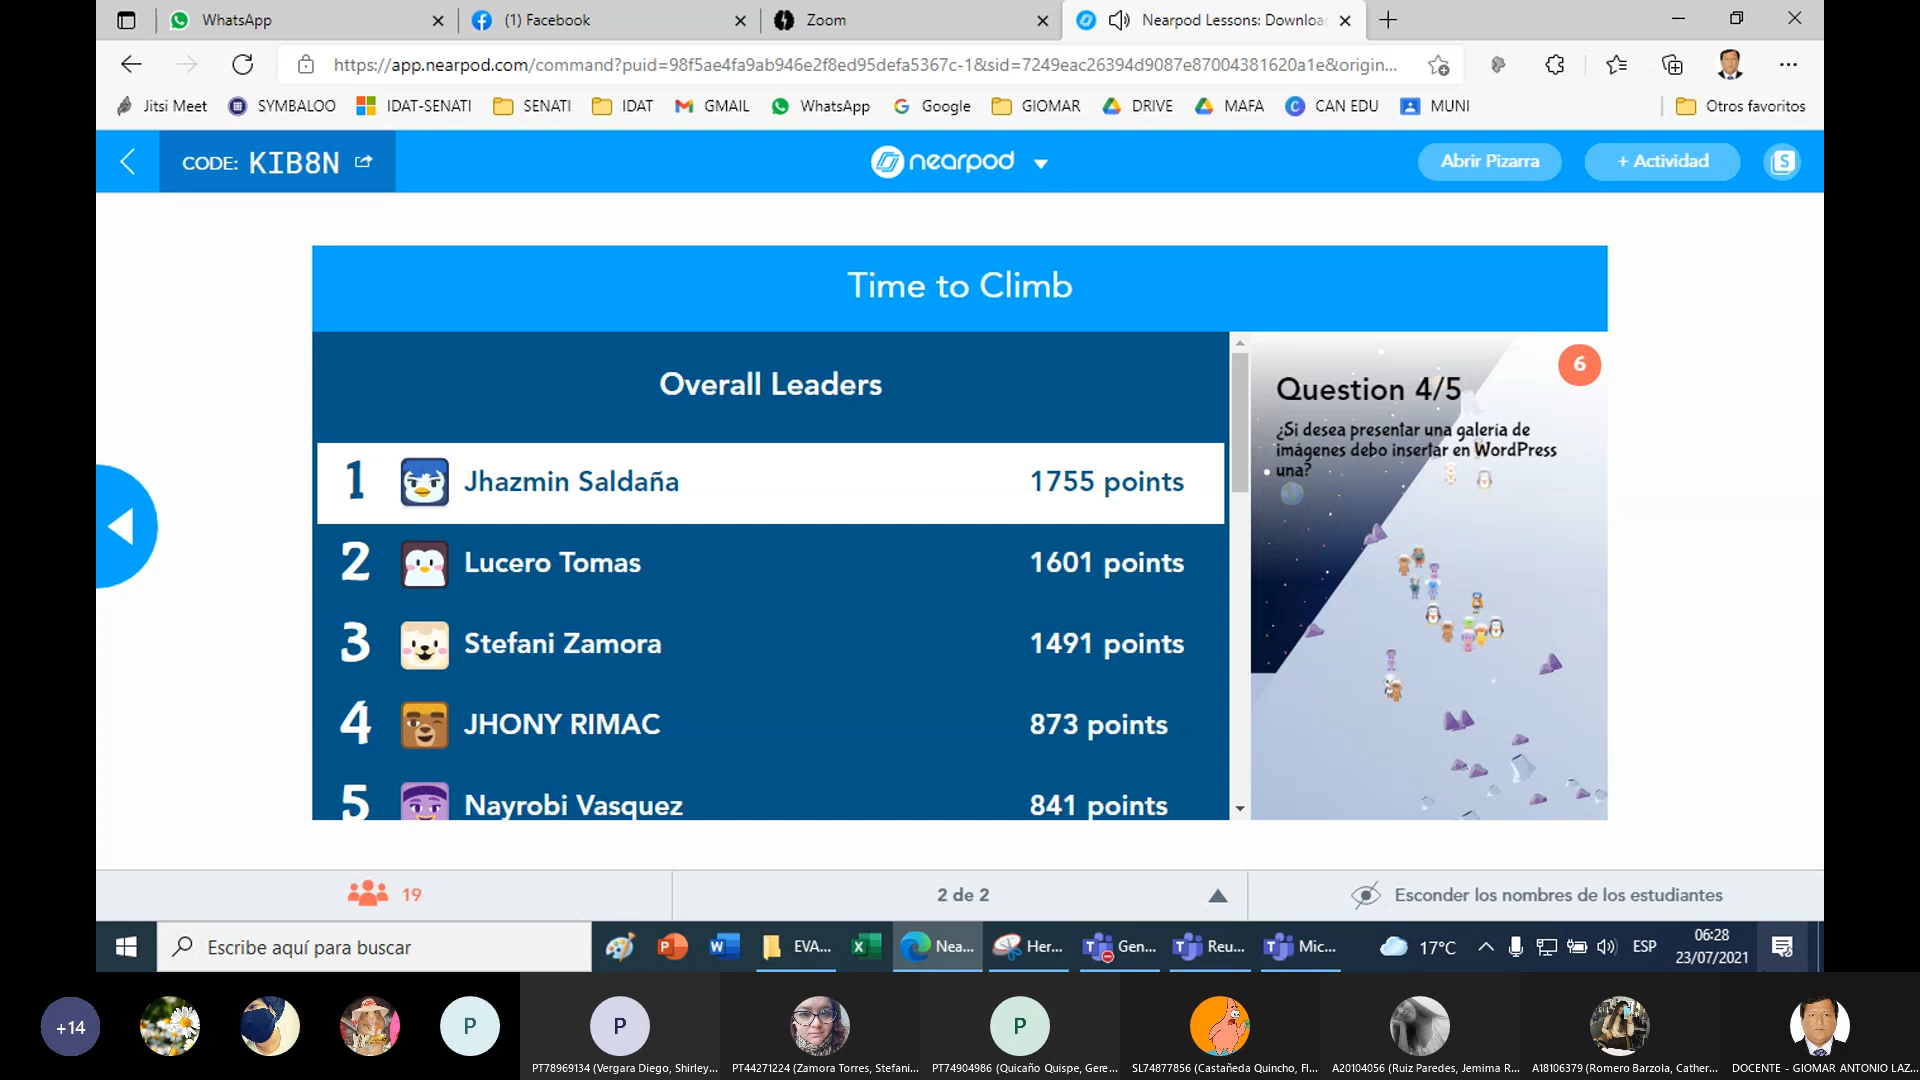 WhatsApp
(1) Facebook
Zoom
Nearpod Lessons: Downloa
https://app.nearpod.com/command?puid=98f5ae4fa9ab946e2f8ed95defa5367c-1&sid=7249eac26394d9087e87004381620a1e&origin...
Jitsi Meet
SYMBALOO
IDAT-SENATI
SENATI
IDAT
GMAIL
WhatsApp
Google
GIOMAR
DRIVE
MAFA
CAN EDU
MUNI
Otros favoritos
CODE: KIB8N
nearpod
Abrir Pizarra
+ Actividad
S
Time to Climb
Overall Leaders
1 Jhazmin Saldaña 1755 points
2 Lucero Tomas 1601 points
3 Stefani Zamora 1491 points
4 JHONY RIMAC 873 points
5 Nayrobi Vasquez 841 points
6
Question 4/5
¿Si desea presentar una galería de
imágenes debo insertar en WordPress
una?
19
2 de 2
Esconder los nombres de los estudiantes
Escribe aquí para buscar
EVA...
Nea...
Her...
Gen...
Reu...
Mic...
17°C
ESP
06:28
23/07/2021
+14
P
P
P
PT78969134 (Vergara Diego, Shirley...
PT44271224 (Zamora Torres, Stefani...
PT74904986 (Quicaño Quispe, Gere...
SL74877856 (Castañeda Quincho, Fl...
A20104056 (Ruiz Paredes, Jemima R...
A18106379 (Romero Barzola, Cather...
DOCENTE - GIOMAR ANTONIO LAZ...